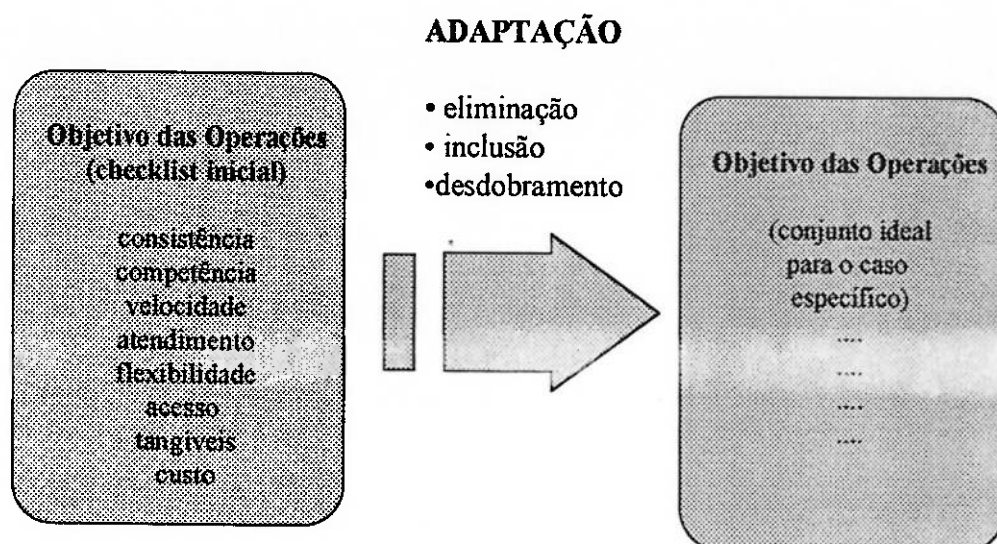 ADAPTAÇÃO
• eliminação
• inclusão
•desdobramento
Objetivo das Operações
(checklist inicial)
consistência
competência
velocidade
atendimento
flexibilidade
acesso
tangíveis
custo
Objetivo das Operações
(conjunto ideal
para o caso
específico)
....
....
....
....